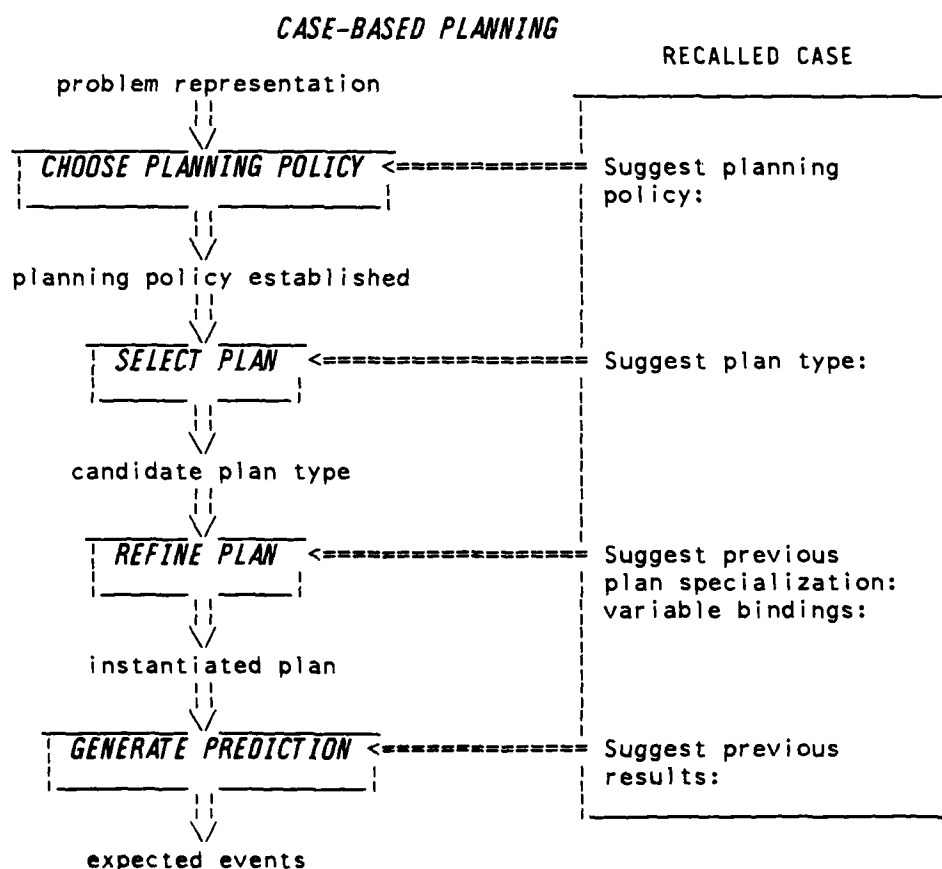 CASE-BASED PLANNING
RECALLED CASE
problem representation
CHOOSE PLANNING POLICY
Suggest planning
policy:
planning policy established
SELECT PLAN
Suggest plan type:
candidate plan type
REFINE PLAN
Suggest previous
plan specialization:
variable bindings:
instantiated plan
GENERATE PREDICTION
Suggest previous
results:
expected events